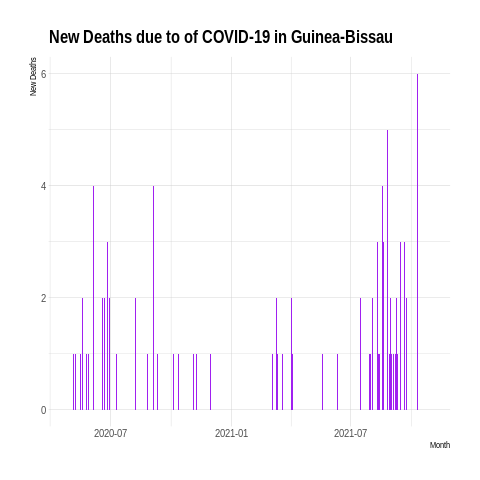 New Deaths due to of COVID-19 in Guinea-Bissau
New Deaths
6
4
2
0
2020-07 2021-01 2021-07
Month